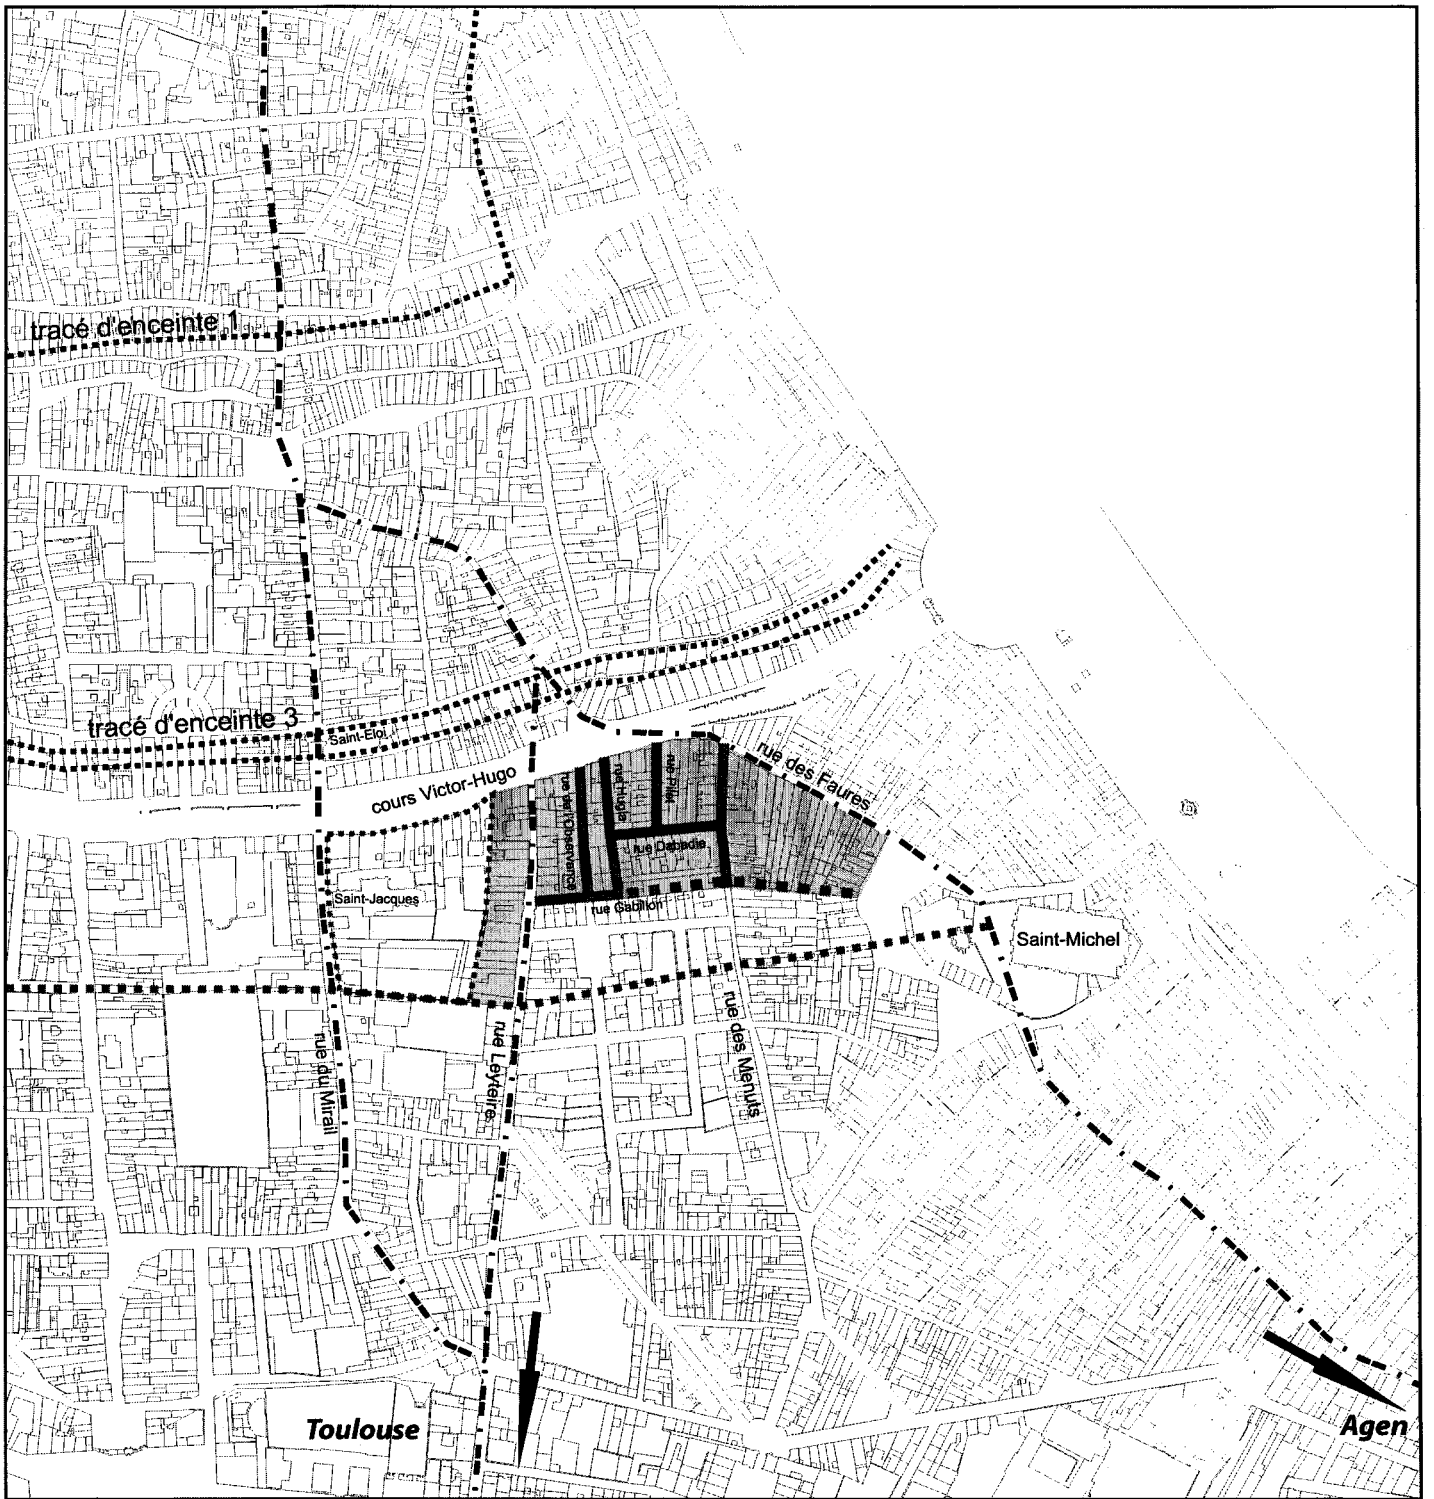 tracé d'enceinte 1
tracé d'enceinte 3
Saint-Eloi
cours Victor-Hugo
rue des Faures
rue de l'Observance
rue Hugla
rue Pilet
rue Dabadie
rue Gabillon
Saint-Jacques
Saint-Michel
rue du Mirail
rue Leyteire
rue des Menuts
Toulouse
Agen